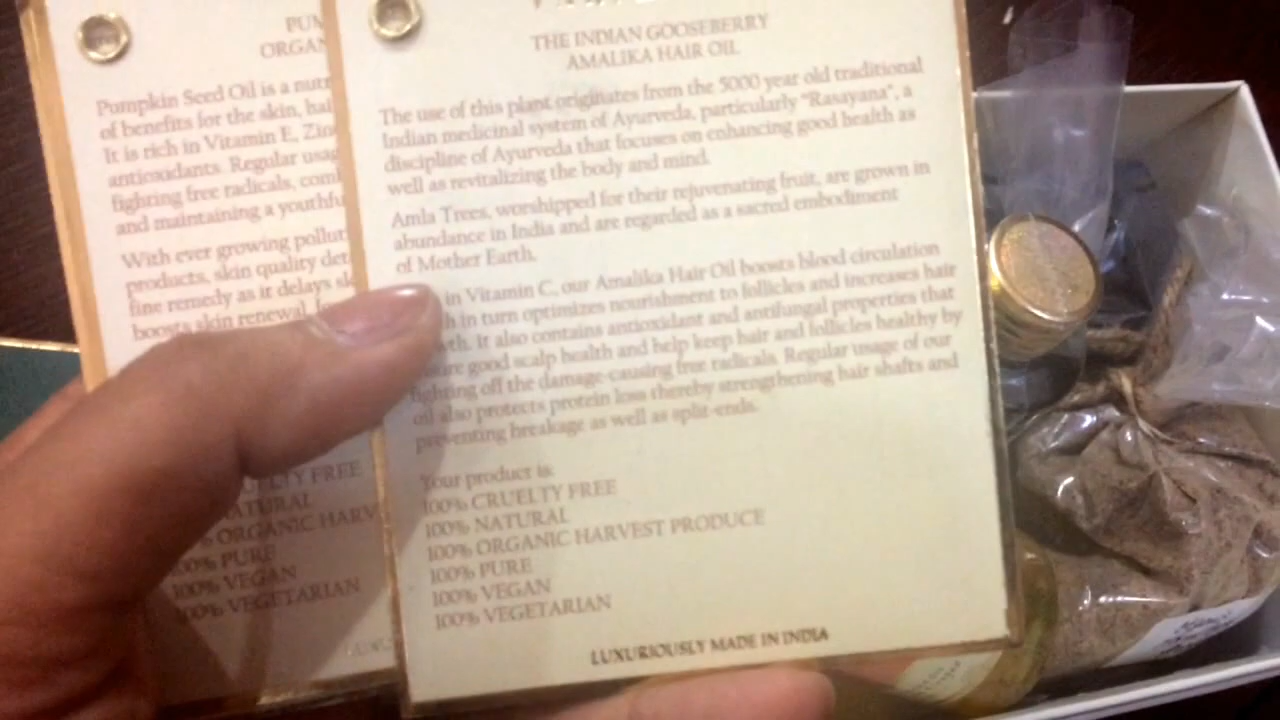 PUM
ORGAN
Pumpkin Seed Oil is a nutr
of benefits for the skin, hai
It is rich in Vitamin E, Zin
antioxidants. Regular usag
fighting free radicals, com
and maintaining a youthfu
With ever growing pollut
products, skin quality det
fine remedy as it delays sk
boosts skin renewal,
ELTY FREE
NATURAL
% ORGANIC HARV
00% PURE
100% VEGAN
100% VEGETARIAN
THE INDIAN GOOSEBERRY
AMALIKA HAIR OIL
The use of this plant originates from the 5000 year old traditional
Indian medicinal system of Ayurveda, particularly "Rasayana", a
discipline of Ayurveda that focuses on enhancing good health as
well as revitalizing the body and mind.
Amla Trees, worshipped for their rejuvenating fruit, are grown in
abundance in India and are regarded as a sacred embodiment
of Mother Earth.
in Vitamin C, our Amalika Hair Oil boosts blood circulation
h in turn optimizes nourishment to follicles and increases hair
th. It also contains antioxidant and antifungal properties that
ure good scalp health and help keep hair and follicles healthy by
fighting off the damage-causing free radicals. Regular usage of our
oil also protects protein loss thereby strengthening hair shafts and
preventing breakage as well as split-ends.
Your product is:
100% CRUELTY FREE
100% NATURAL
100% ORGANIC HARVEST PRODUCE
100% PURE
100% VEGAN
100% VEGETARIAN
LUXURIOUSLY MADE IN INDIA